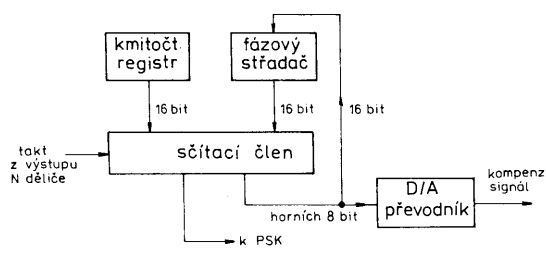 kmitočt.
registr
fázový
střadač
16 bit
16 bit
16 bit
takt
z výstupu
N děliče
sčítací člen
horních 8 bit
D/A
převodník
kompenz
signál
k PSK